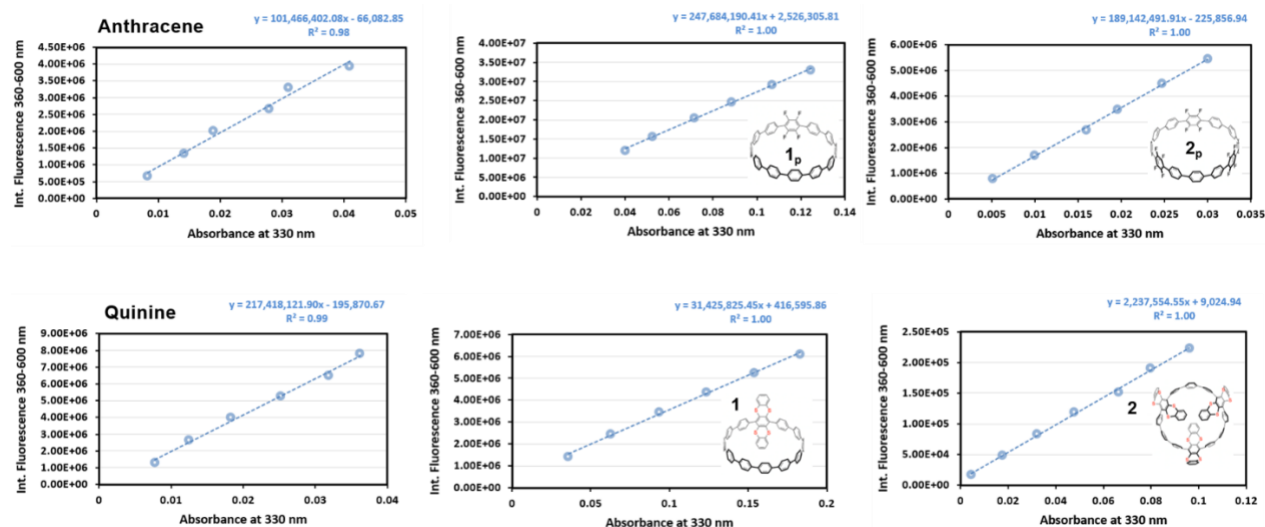 Anthracene
y = 101,466,402.08x - 66,082.85
R² = 0.98
Int. Fluorescence 360-600 nm
4.50E+06
4.00E+06
3.50E+06
3.00E+06
2.50E+06
2.00E+06
1.50E+06
1.00E+06
5.00E+05
0.00E+00
0 0.01 0.02 0.03 0.04 0.05
Absorbance at 330 nm
y = 247,684,190.41x + 2,526,305.81
R² = 1.00
Int. Fluorescence 360-600 nm
4.00E+07
3.50E+07
3.00E+07
2.50E+07
2.00E+07
1.50E+07
1.00E+07
5.00E+06
0.00E+00
1p
0 0.02 0.04 0.06 0.08 0.1 0.12 0.14
Absorbance at 330 nm
y = 189,142,491.91x - 225,856.94
R² = 1.00
Int. Fluorescence 360-600 nm
6.00E+06
5.00E+06
4.00E+06
3.00E+06
2.00E+06
1.00E+06
0.00E+00
2p
0 0.005 0.01 0.015 0.02 0.025 0.03 0.035
Absorbance at 330 nm
Quinine
y = 217,418,121.90x - 195,870.67
R² = 0.99
Int. Fluorescence 360-600 nm
9.00E+06
8.00E+06
7.00E+06
6.00E+06
5.00E+06
4.00E+06
3.00E+06
2.00E+06
1.00E+06
0.00E+00
0 0.01 0.02 0.03 0.04
Absorbance at 330 nm
y = 31,425,825.45x + 416,595.86
R² = 1.00
Int. Fluorescence 360-600 nm
7.00E+06
6.00E+06
5.00E+06
4.00E+06
3.00E+06
2.00E+06
1.00E+06
0.00E+00
1
0 0.05 0.1 0.15 0.2
Absorbance at 330 nm
y = 2,237,554.55x + 9,024.94
R² = 1.00
Int. Fluorescence 360-600 nm
2.50E+05
2.00E+05
1.50E+05
1.00E+05
5.00E+04
0.00E+00
2
0 0.02 0.04 0.06 0.08 0.1 0.12
Absorbance at 330 nm